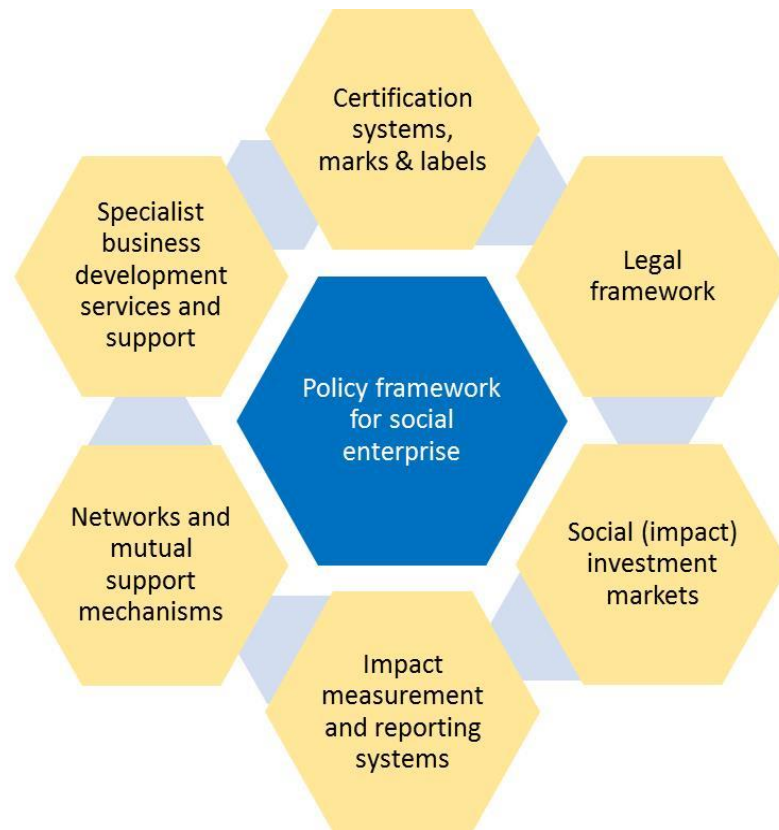 Certification
systems,
marks & labels
Specialist
business
development
services and
support
Legal
framework
Policy framework
for social
enterprise
Networks and
mutual
support
mechanisms
Social (impact)
investment
markets
Impact
measurement
and reporting
systems